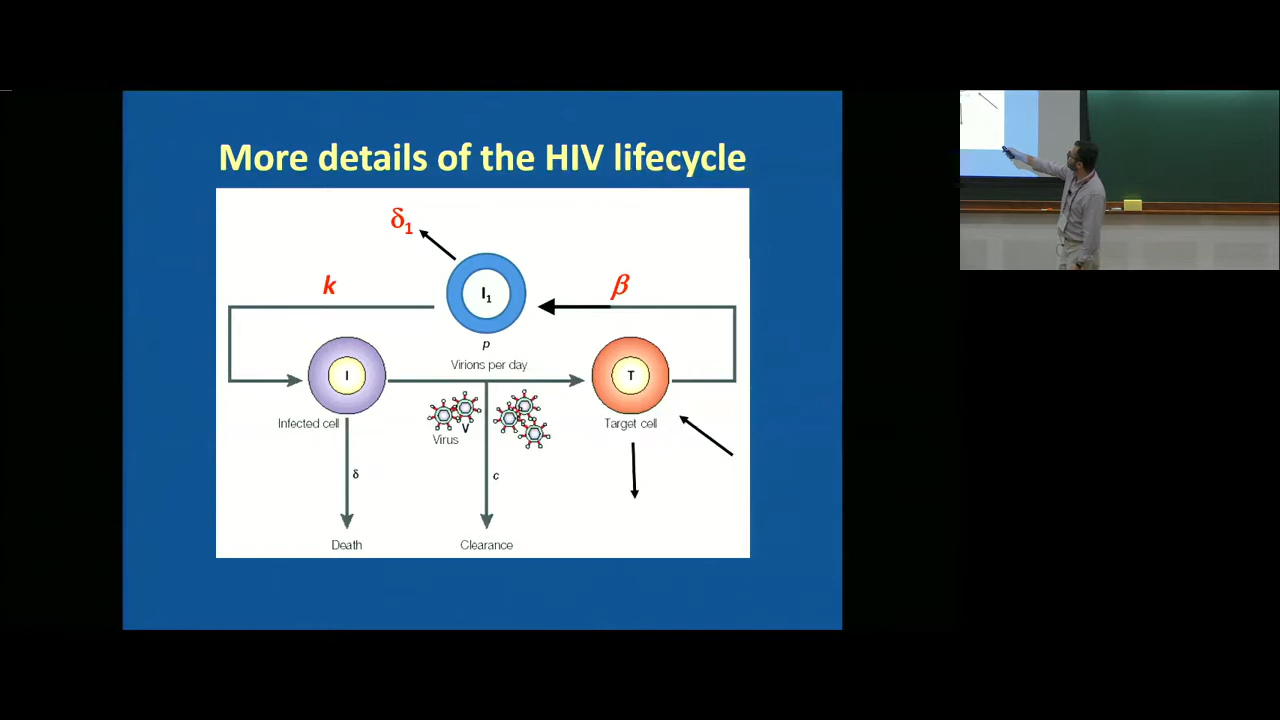 More details of the HIV lifecycle
δ1
k
β
I1
p
Virions per day
I
T
Infected cell
Virus
V
Target cell
δ
c
Death
Clearance